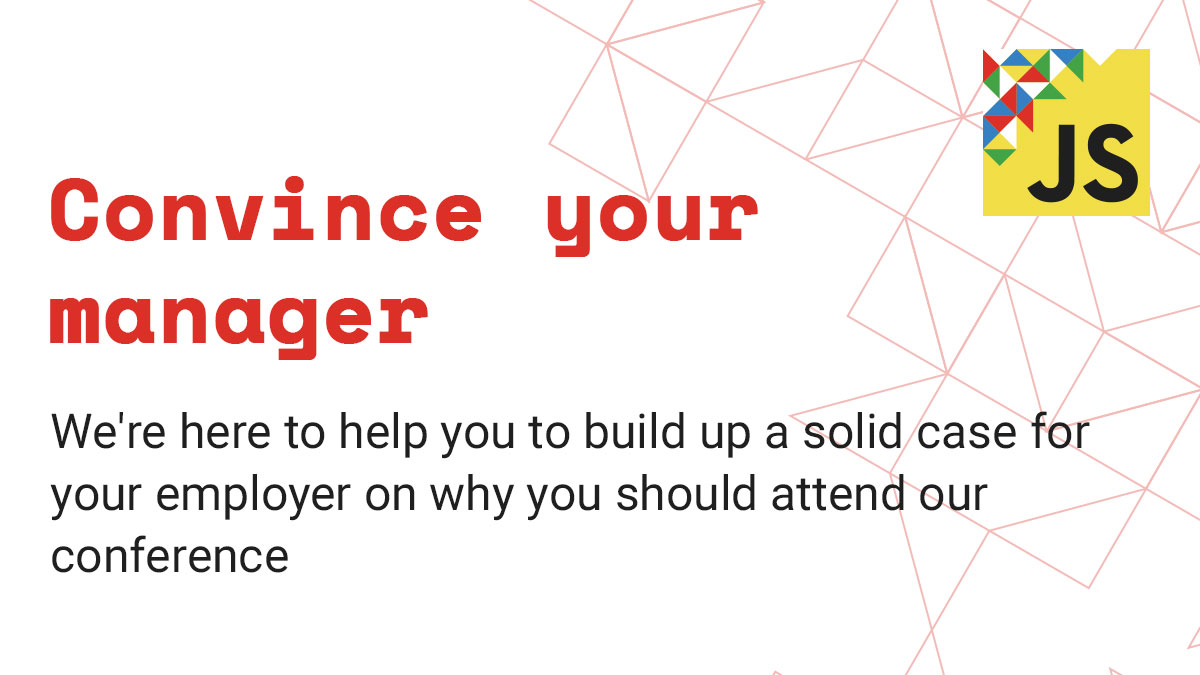 JS
Convince your
manager
We're here to help you to build up a solid case for
your employer on why you should attend our
conference